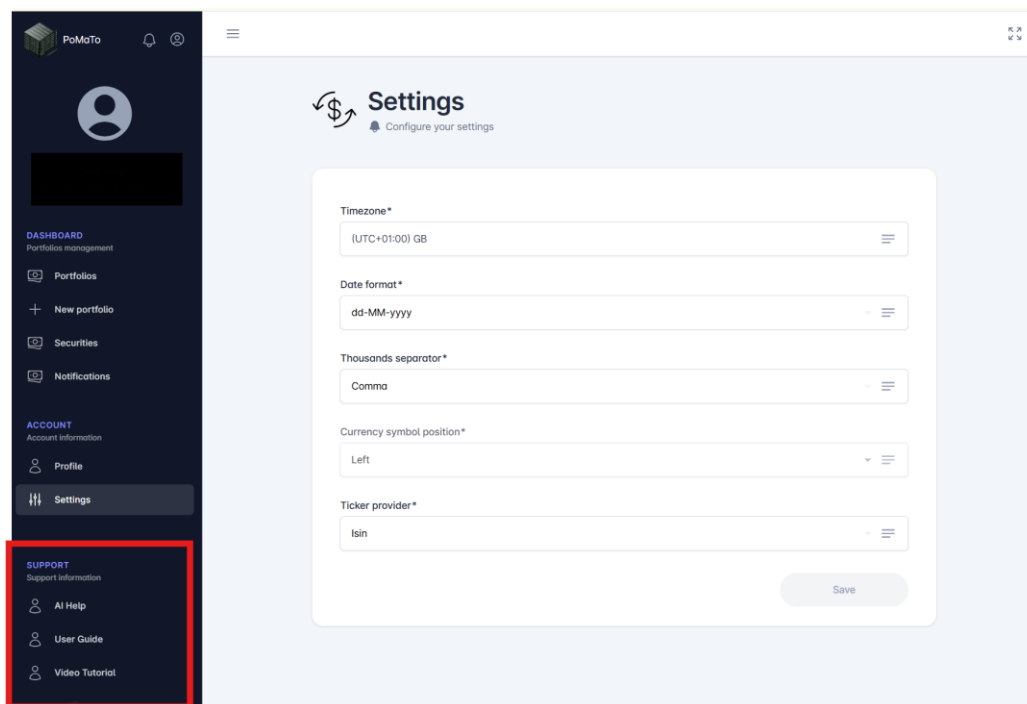 PoMaTo
DASHBOARD
Portfolios management
Portfolios
New portfolio
Securities
Notifications
ACCOUNT
Account information
Profile
Settings
SUPPORT
Support information
AI Help
User Guide
Video Tutorial
Settings
Configure your settings
Timezone*
(UTC+01:00) GB
Date format*
dd-MM-yyyy
Thousands separator*
Comma
Currency symbol position*
Left
Ticker provider*
Isin
Save